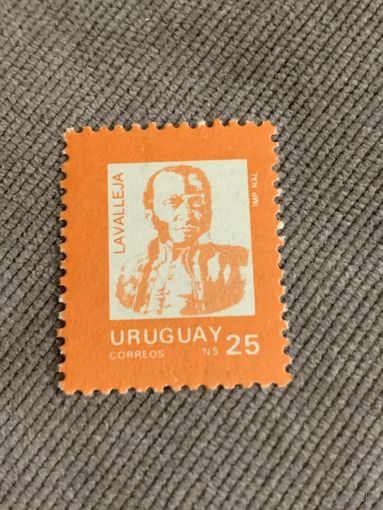 LAVALLEJA
IMP. NAL.
URUGUAY
CORREOS N$ 25